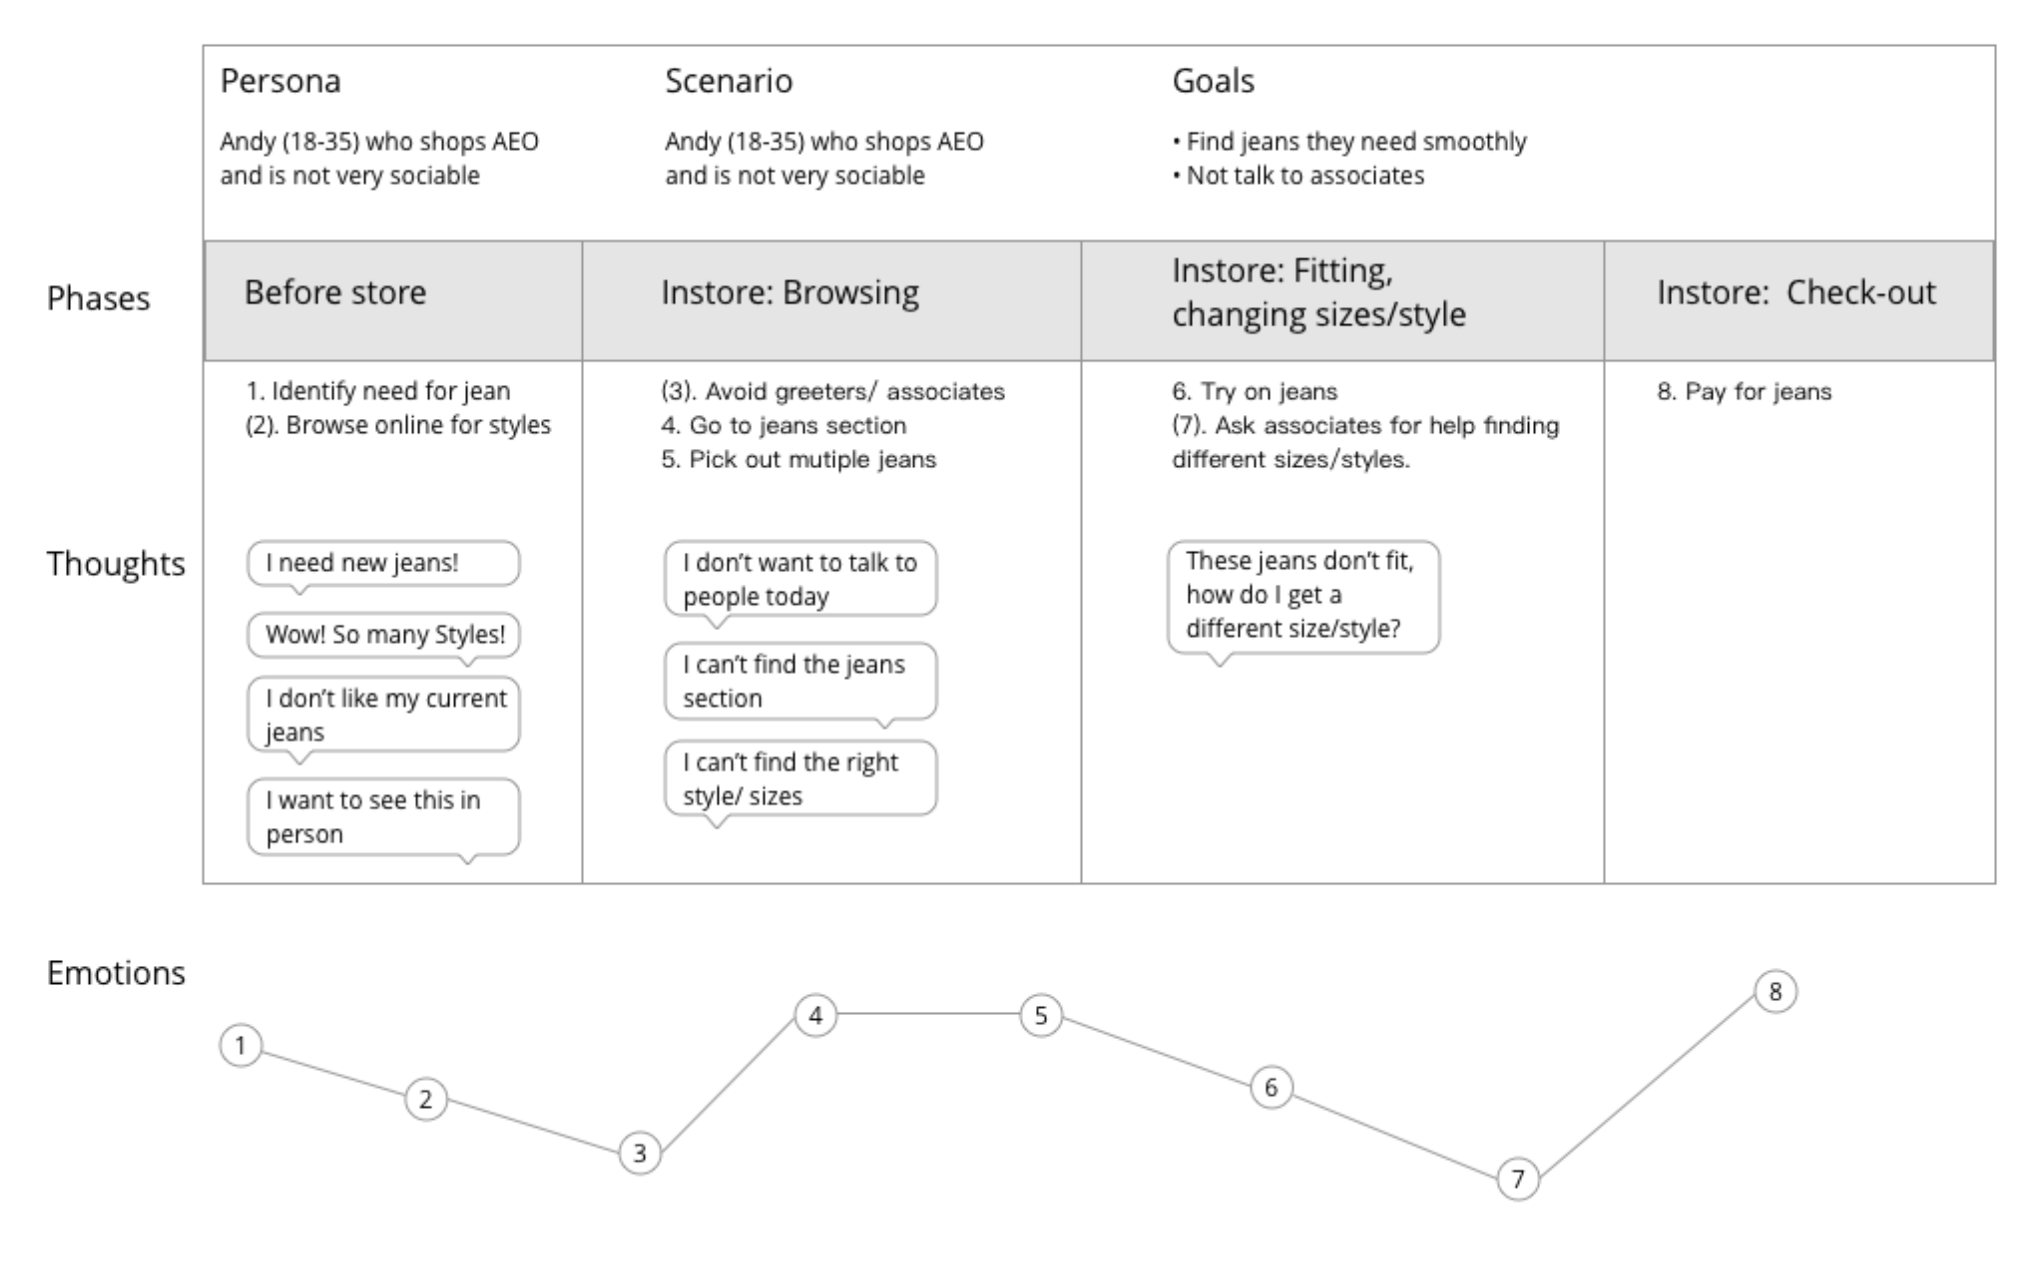 Persona
Andy (18-35) who shops AEO
and is not very sociable
Scenario
Andy (18-35) who shops AEO
and is not very sociable
Goals
• Find jeans they need smoothly
• Not talk to associates
Phases
Before store
Instore: Browsing
Instore: Fitting,
changing sizes/style
Instore:  Check-out
1. Identify need for jean
(2). Browse online for styles
(3). Avoid greeters/ associates
4. Go to jeans section
5. Pick out mutiple jeans
6. Try on jeans
(7). Ask associates for help finding
different sizes/styles.
8. Pay for jeans
Thoughts
I need new jeans!
Wow! So many Styles!
I don’t like my current
jeans
I want to see this in
person
I don’t want to talk to
people today
I can’t find the jeans
section
I can’t find the right
style/ sizes
These jeans don’t fit,
how do I get a
different size/style?
Emotions
1
2
3
4
5
6
7
8